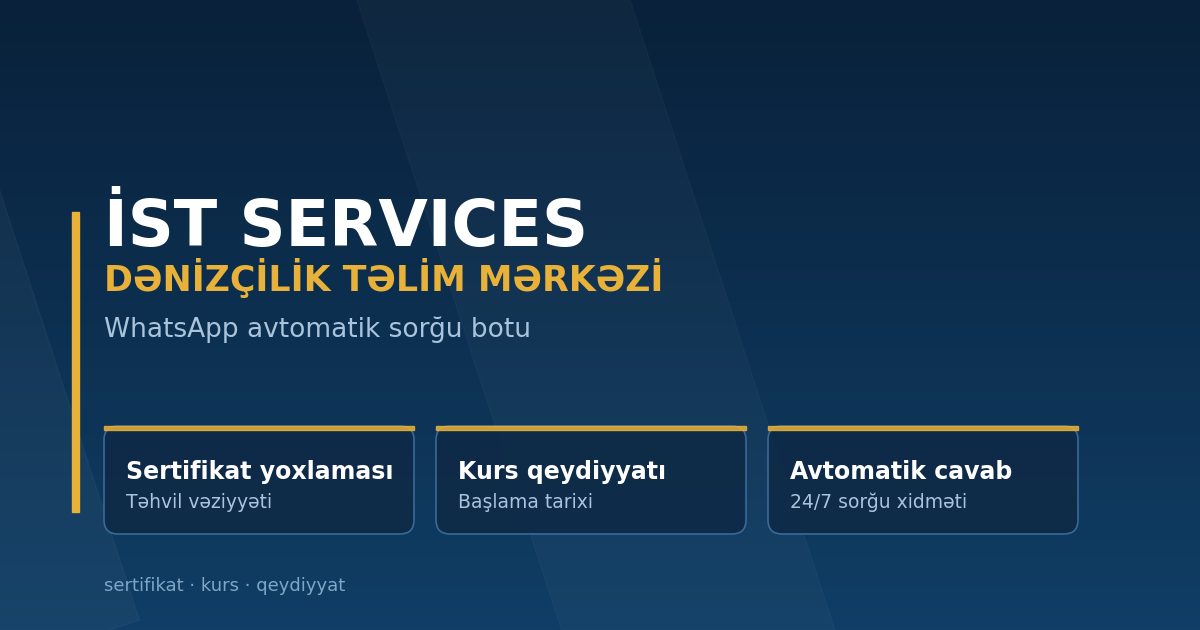 İST SERVICES
DƏNİZÇİLİK TƏLİM MƏRKƏZİ
WhatsApp avtomatik sorğu botu
Sertifikat yoxlaması
Təhvil vəziyyəti
Kurs qeydiyyatı
Başlama tarixi
Avtomatik cavab
24/7 sorğu xidməti
sertifikat · kurs · qeydiyyat